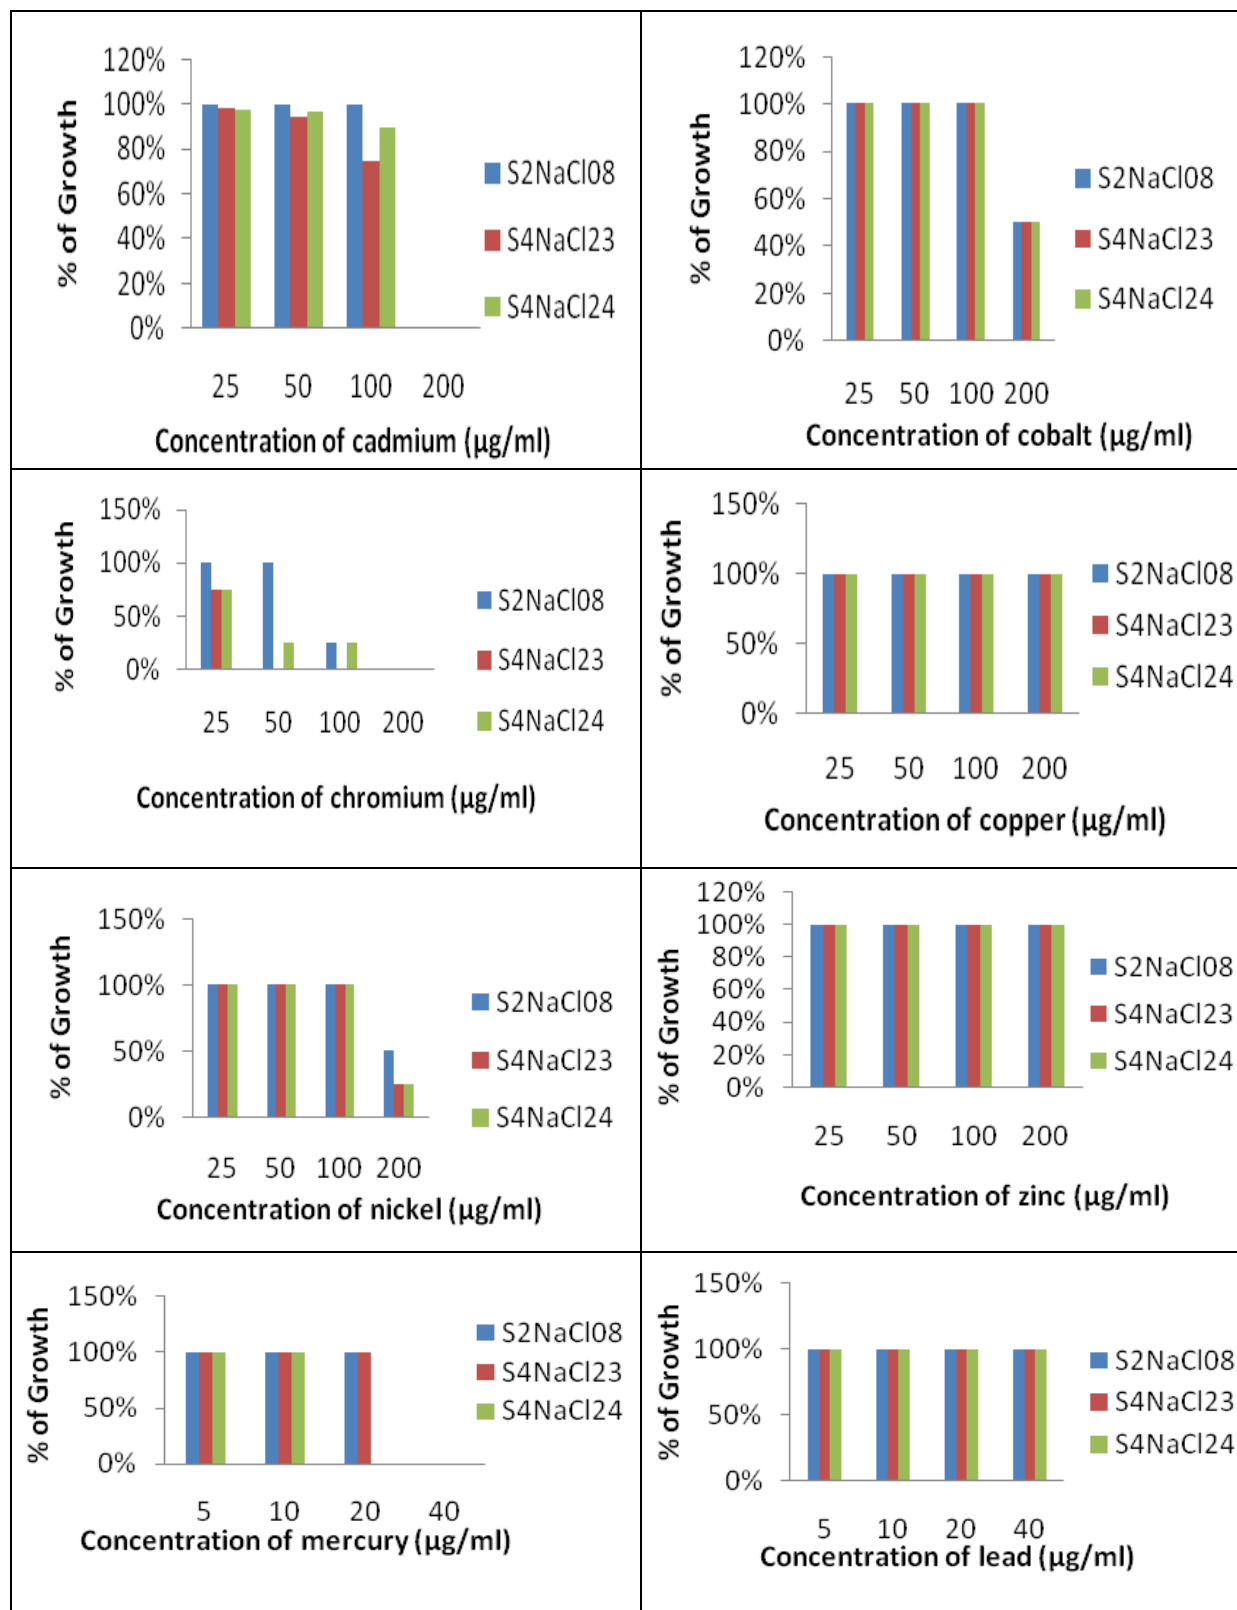 120%
100%
80%
60%
40%
20%
0%
% of Growth
25 50 100 200
Concentration of cadmium (µg/ml)
S2NaCl08
S4NaCl23
S4NaCl24
120%
100%
80%
60%
40%
20%
0%
% of Growth
25 50 100 200
Concentration of cobalt (µg/ml)
S2NaCl08
S4NaCl23
S4NaCl24
150%
100%
50%
0%
% of Growth
25 50 100 200
Concentration of chromium (µg/ml)
S2NaCl08
S4NaCl23
S4NaCl24
150%
100%
50%
0%
% of Growth
25 50 100 200
Concentration of copper (µg/ml)
S2NaCl08
S4NaCl23
S4NaCl24
150%
100%
50%
0%
% of Growth
25 50 100 200
Concentration of nickel (µg/ml)
S2NaCl08
S4NaCl23
S4NaCl24
120%
100%
80%
60%
40%
20%
0%
% of Growth
25 50 100 200
Concentration of zinc (µg/ml)
S2NaCl08
S4NaCl23
S4NaCl24
150%
100%
50%
0%
% of Growth
5 10 20 40
Concentration of mercury (µg/ml)
S2NaCl08
S4NaCl23
S4NaCl24
150%
100%
50%
0%
% of Growth
5 10 20 40
Concentration of lead (µg/ml)
S2NaCl08
S4NaCl23
S4NaCl24